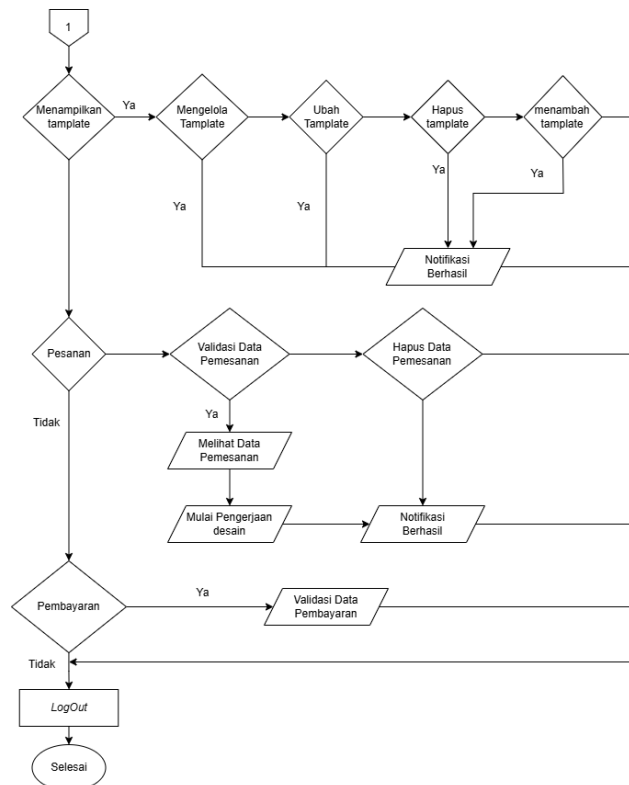 1
Menampilkan
tamplate
Ya
Mengelola
Tamplate
Ubah
Tamplate
Hapus
tamplate
menambah
tamplate
Ya
Ya
Ya
Ya
Notifikasi
Berhasil
Pesanan
Validasi Data
Pemesanan
Hapus Data
Pemesanan
Tidak
Ya
Melihat Data
Pemesanan
Mulai Pengerjaan
desain
Notifikasi
Berhasil
Pembayaran
Ya
Validasi Data
Pembayaran
Tidak
LogOut
Selesai